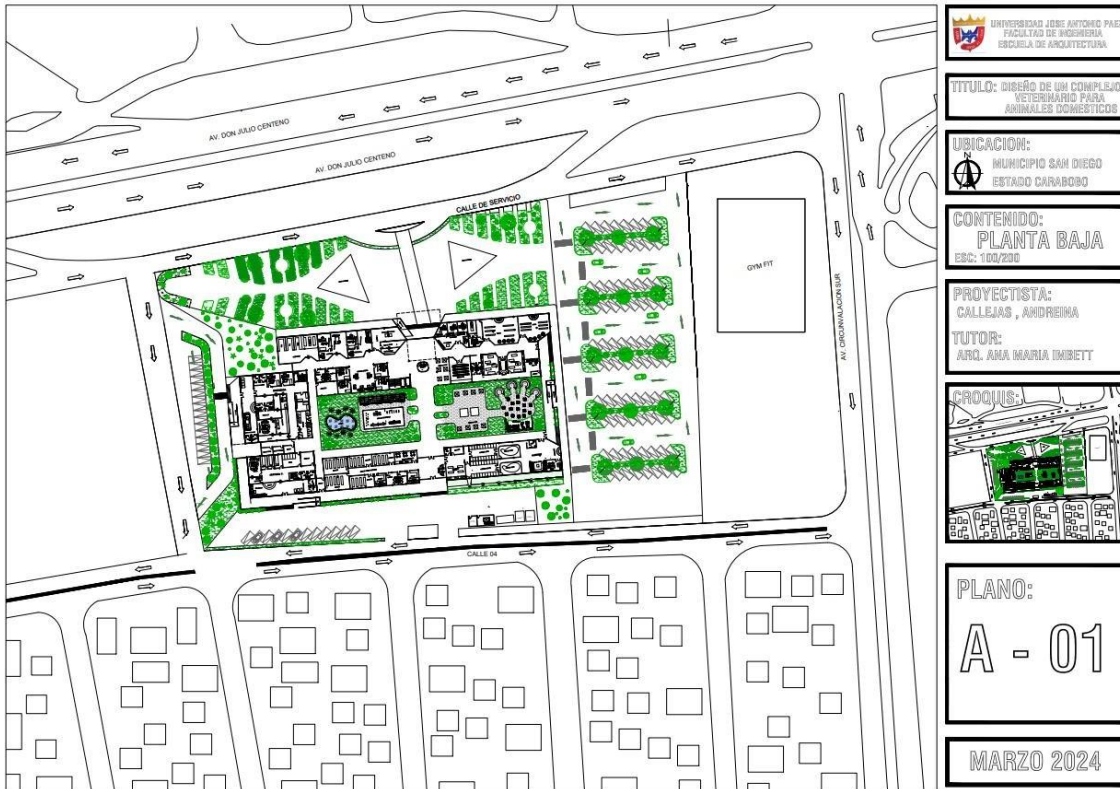 AV. DON JULIO CENTENO
AV. DON JULIO CENTENO
CALLE DE SERVICIO
GYM FIT
AV. CIRCUNVALACION SUR
CALLE 04
UNIVERSIDAD JOSE ANTONIO PAEZ
FACULTAD DE INGENIERIA
ESCUELA DE ARQUITECTURA
TITULO: DISEÑO DE UN COMPLEJO
VETERINARIO PARA
ANIMALES DOMESTICOS
UBICACION:
N
MUNICIPIO SAN DIEGO
ESTADO CARABOBO
CONTENIDO:
PLANTA BAJA
ESC: 100/200
PROYECTISTA:
CALLEJAS , ANDREINA
TUTOR:
ARQ. ANA MARIA IMBETT
CROQUIS:
PLANO:
A - 01
MARZO 2024